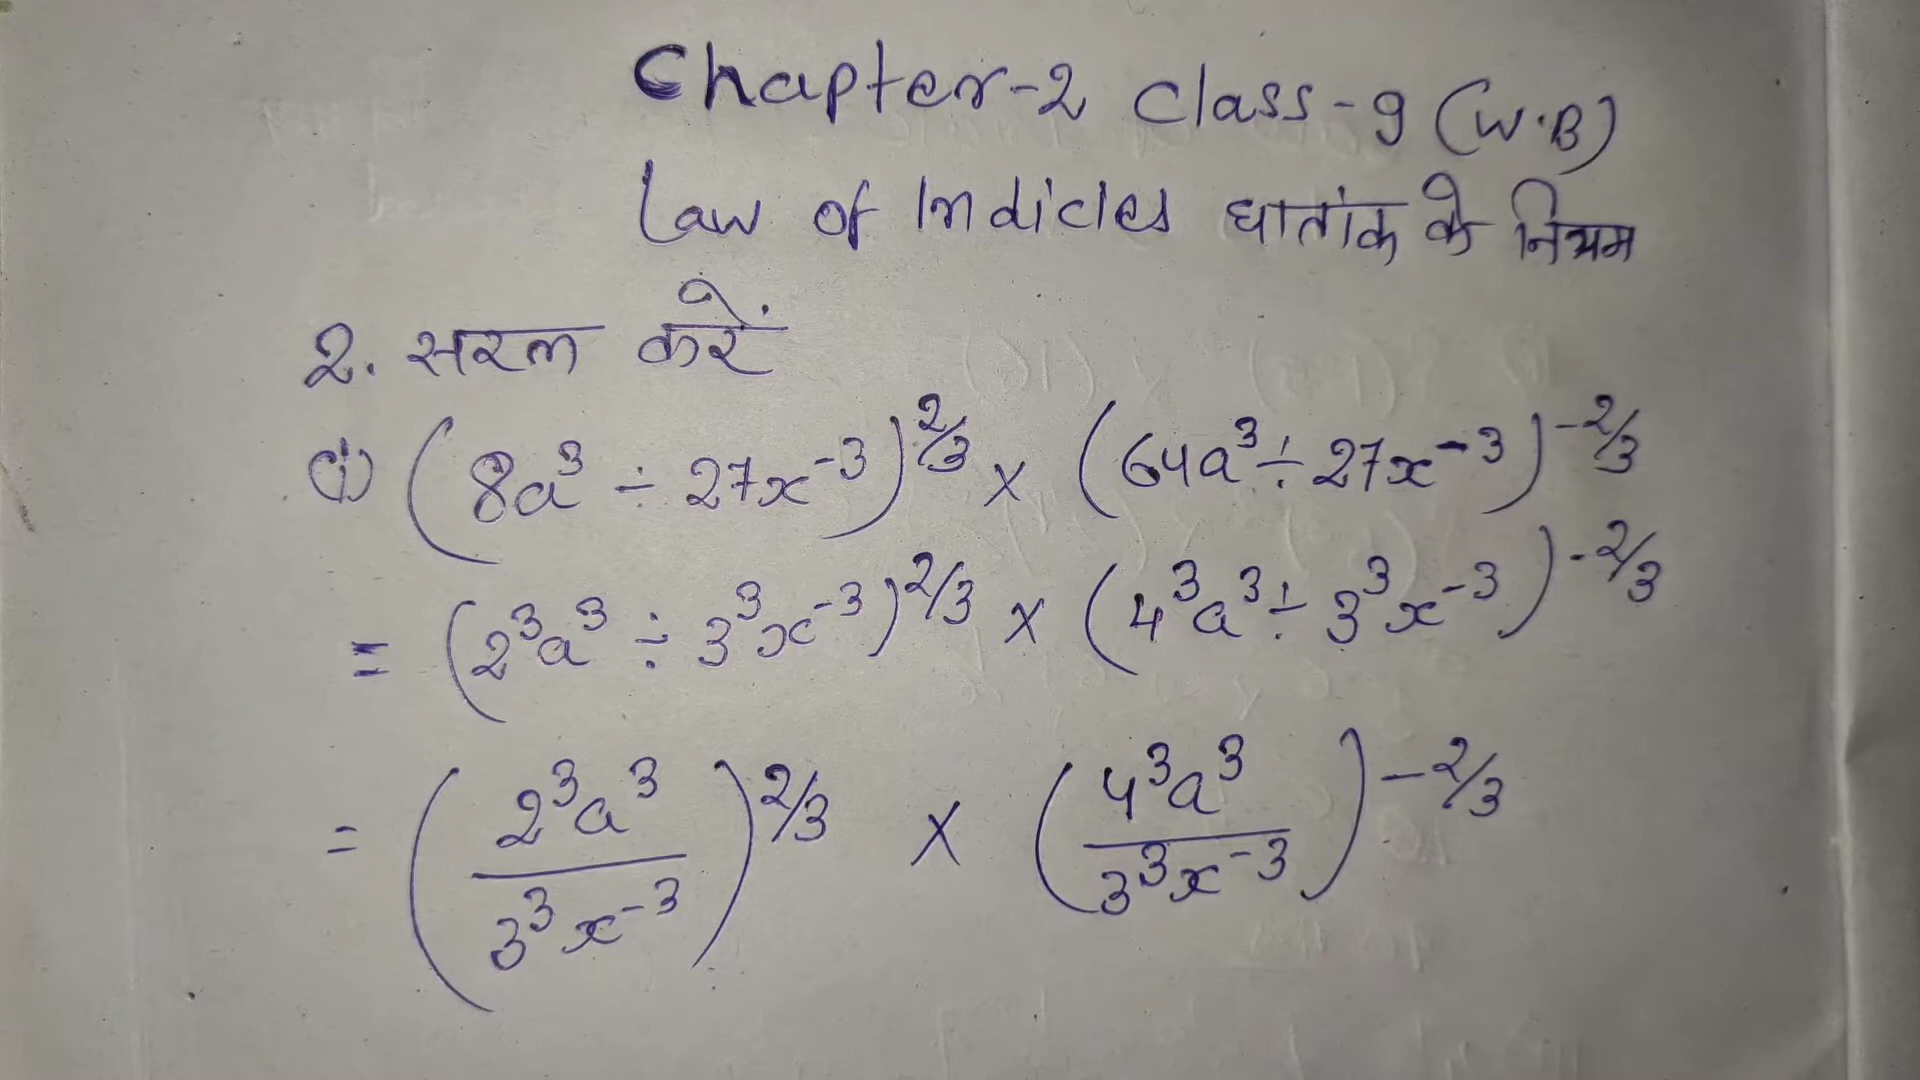 Chapter-2 Class-9 (W.B)
Law of Indicies घातांक के नियम
2. सरल करें
(i) (8a³ ÷ 27x⁻³)^2/3 × (64a³ ÷ 27x⁻³)^-2/3
= (2³a³ ÷ 3³x⁻³)^2/3 × (4³a³ ÷ 3³x⁻³)^-2/3
= (2³a³/3³x⁻³)^2/3 × (4³a³/3³x⁻³)^-2/3